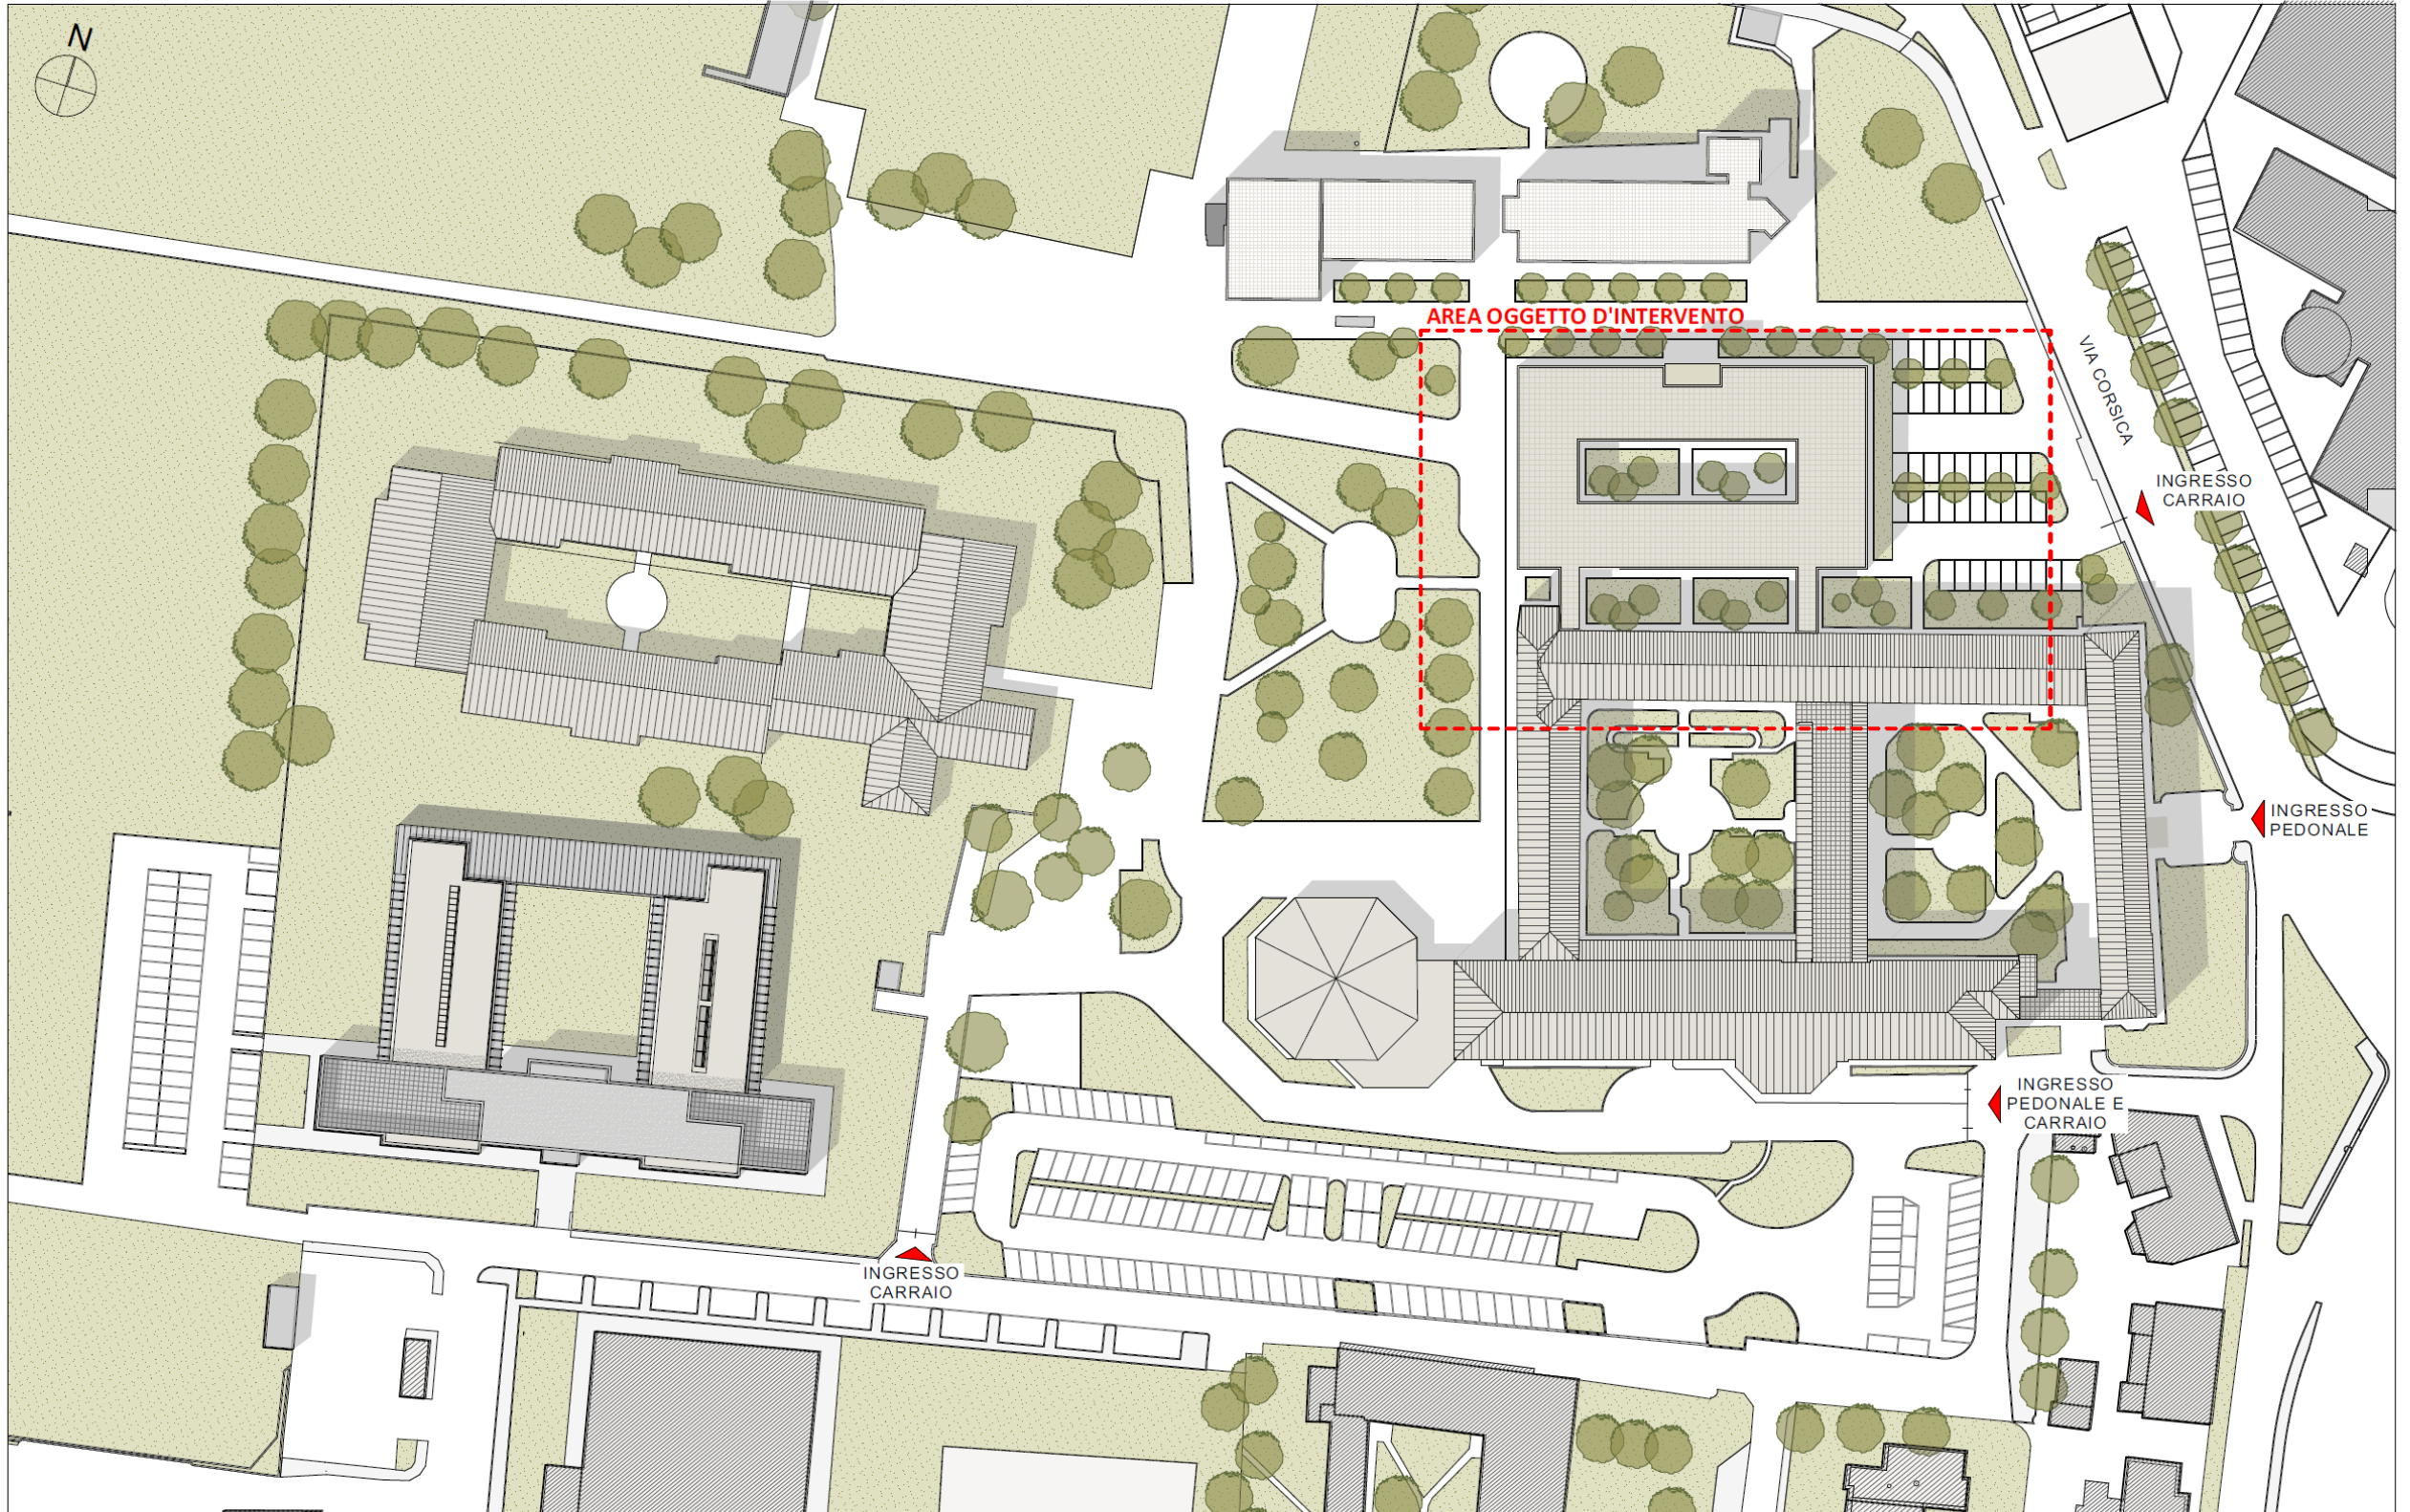 N
AREA OGGETTO D'INTERVENTO
VIA CORSICA
INGRESSO
CARRAIO
INGRESSO
PEDONALE
INGRESSO
PEDONALE E
CARRAIO
INGRESSO
CARRAIO